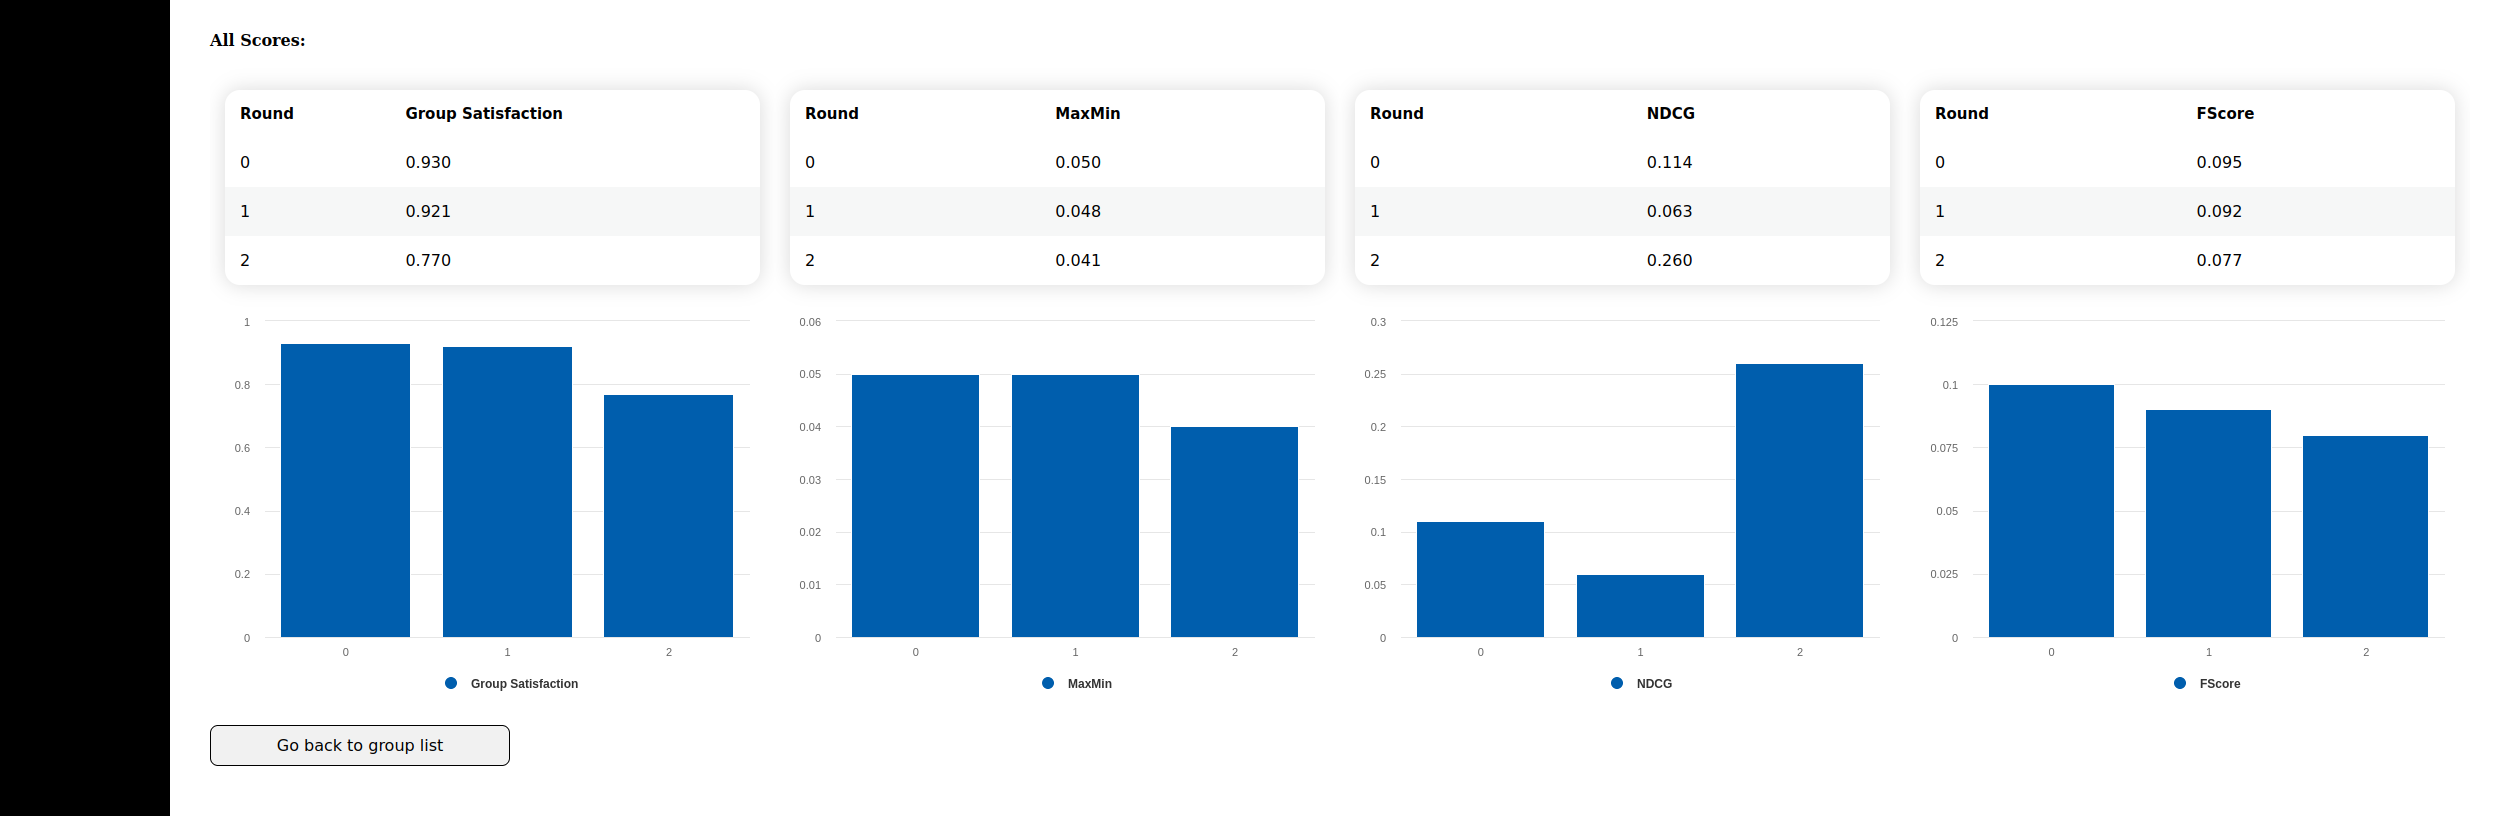 All Scores:
Round Group Satisfaction
0 0.930
1 0.921
2 0.770
Round MaxMin
0 0.050
1 0.048
2 0.041
Round NDCG
0 0.114
1 0.063
2 0.260
Round FScore
0 0.095
1 0.092
2 0.077
1
0.8
0.6
0.4
0.2
0
0 1 2
Group Satisfaction
0.06
0.05
0.04
0.03
0.02
0.01
0
0 1 2
MaxMin
0.3
0.25
0.2
0.15
0.1
0.05
0
0 1 2
NDCG
0.125
0.1
0.075
0.05
0.025
0
0 1 2
FScore
Go back to group list